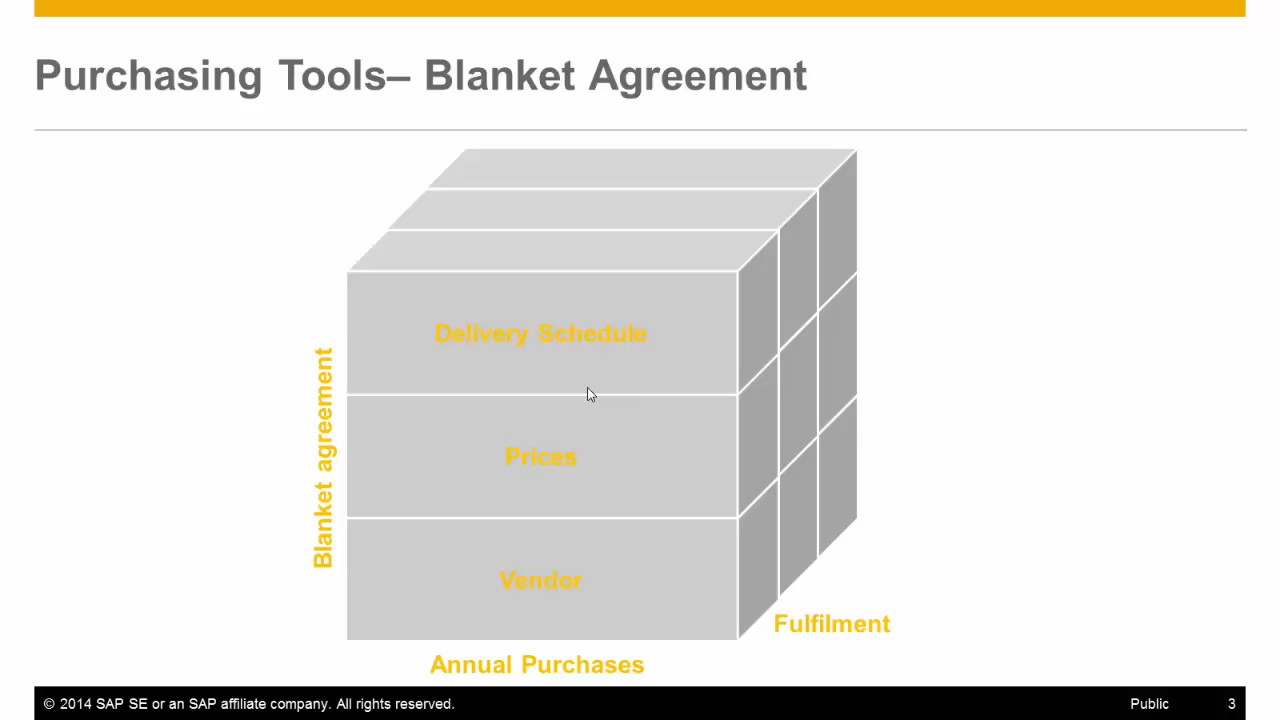 Purchasing Tools– Blanket Agreement
Delivery Schedule
Blanket agreement
Prices
Vendor
Fulfilment
Annual Purchases
© 2014 SAP SE or an SAP affiliate company. All rights reserved.
Public
3